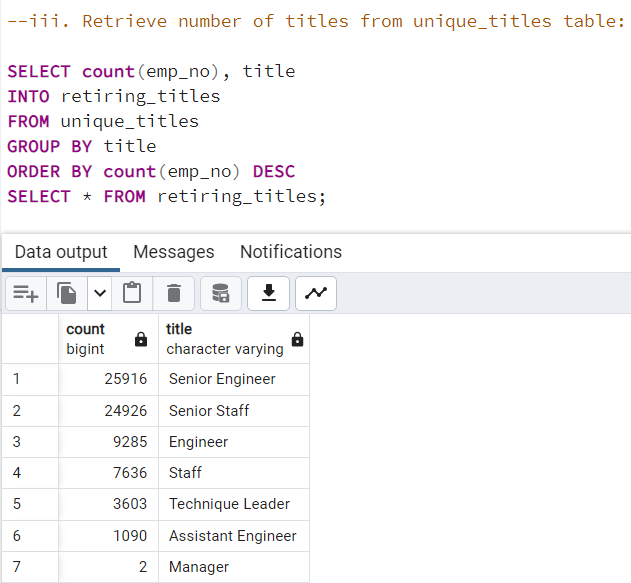 --iii. Retrieve number of titles from unique_titles table:
SELECT count(emp_no), title
INTO retiring_titles
FROM unique_titles
GROUP BY title
ORDER BY count(emp_no) DESC
SELECT * FROM retiring_titles;
Data output Messages Notifications
count title
bigint character varying
1 25916 Senior Engineer
2 24926 Senior Staff
3 9285 Engineer
4 7636 Staff
5 3603 Technique Leader
6 1090 Assistant Engineer
7 2 Manager